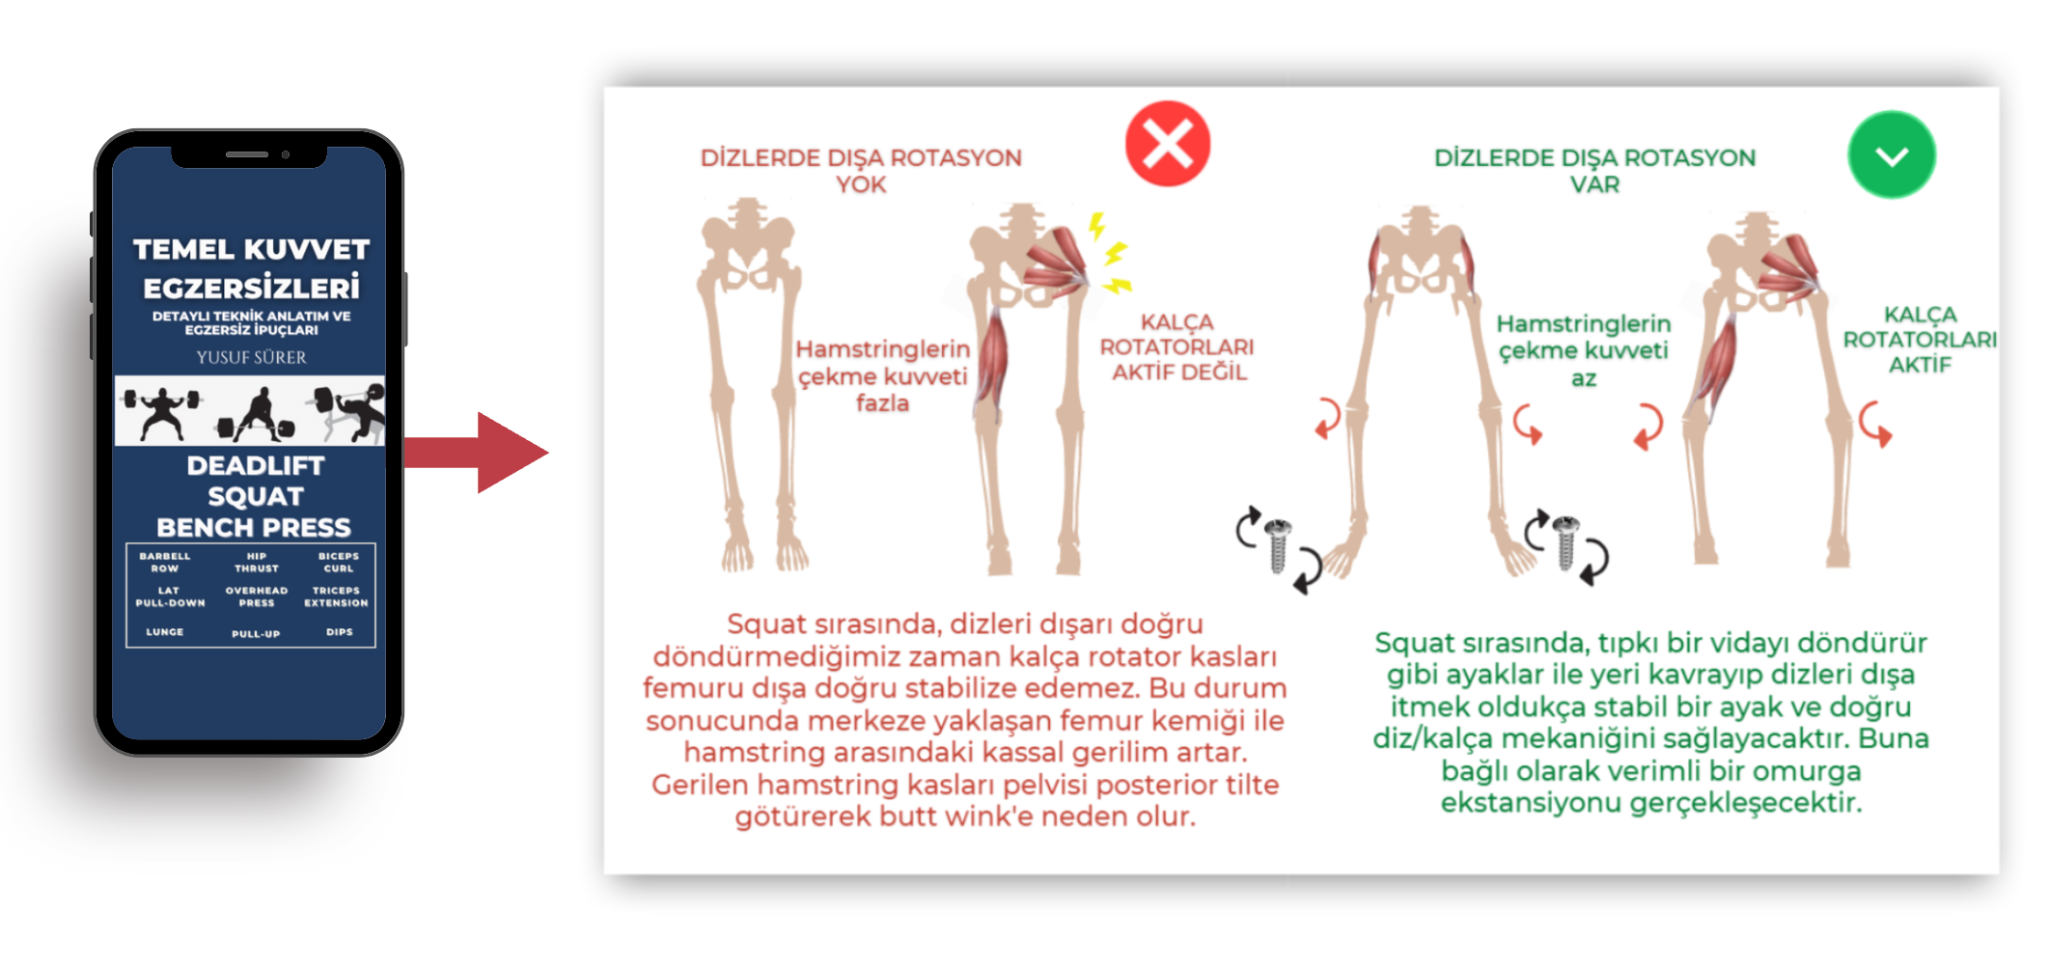 TEMEL KUVVET
EGZERSİZLERİ
DETAYLI TEKNİK ANLATIM VE
EGZERSİZ İPUÇLARI
YUSUF SÜRER
DEADLIFT
SQUAT
BENCH PRESS
BARBELL
ROW
HIP
THRUST
BICEPS
CURL
LAT
PULL-DOWN
OVERHEAD
PRESS
TRICEPS
EXTENSION
LUNGE
PULL-UP
DIPS
DİZLERDE DIŞA ROTASYON
YOK
Hamstringlerin
çekme kuvveti
fazla
KALÇA
ROTATORLARI
AKTİF DEĞİL
Squat sırasında, dizleri dışarı doğru
döndürmediğimiz zaman kalça rotator kasları
femuru dışa doğru stabilize edemez. Bu durum
sonucunda merkeze yaklaşan femur kemiği ile
hamstring arasındaki kassal gerilim artar.
Gerilen hamstring kasları pelvisi posterior tilte
götürerek butt wink'e neden olur.
DİZLERDE DIŞA ROTASYON
VAR
Hamstringlerin
çekme kuvveti
az
KALÇA
ROTATORLARI
AKTİF
Squat sırasında, tıpkı bir vidayı döndürür
gibi ayaklar ile yeri kavrayıp dizleri dışa
itmek oldukça stabil bir ayak ve doğru
diz/kalça mekaniğini sağlayacaktır. Buna
bağlı olarak verimli bir omurga
ekstansiyonu gerçekleşecektir.